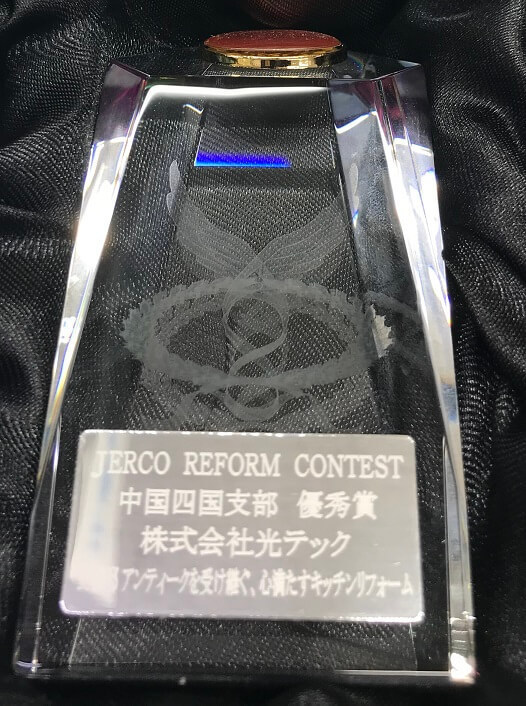 JERCO REFORM CONTEST
中国四国支部 優秀賞
株式会社光テック
アンティークを受け継ぐ、心満たすキッチンリフォーム